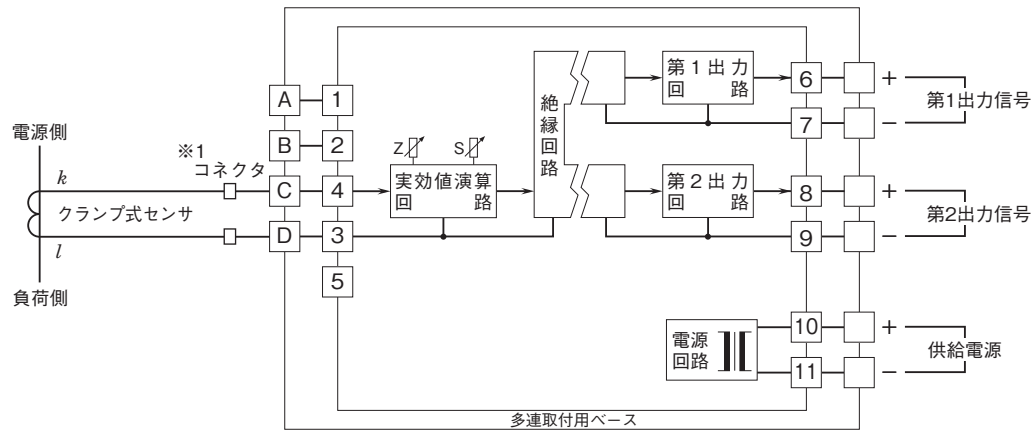 電源側
k
クランプ式センサ
l
負荷側
※1
コネクタ
A
B
C
D
1
2
4
3
5
Z
S
実効値演算
回路
絶縁回路
第1出力
回路
第2出力
回路
電源
回路
6
7
8
9
10
11
+
第1出力信号
−
+
第2出力信号
−
+
供給電源
−
多連取付用ベース